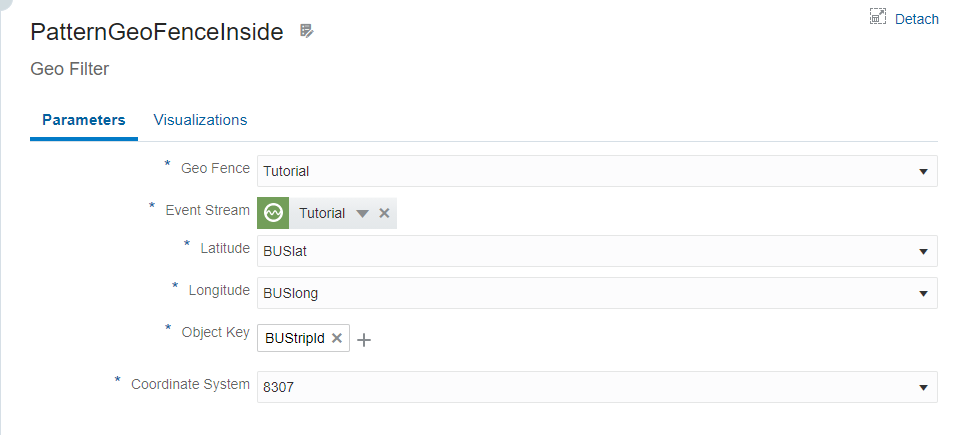 PatternGeoFenceInside
Detach
Geo Filter
Parameters Visualizations
* Geo Fence Tutorial
* Event Stream Tutorial
* Latitude BUSlat
* Longitude BUSlong
* Object Key BUStripId
* Coordinate System 8307